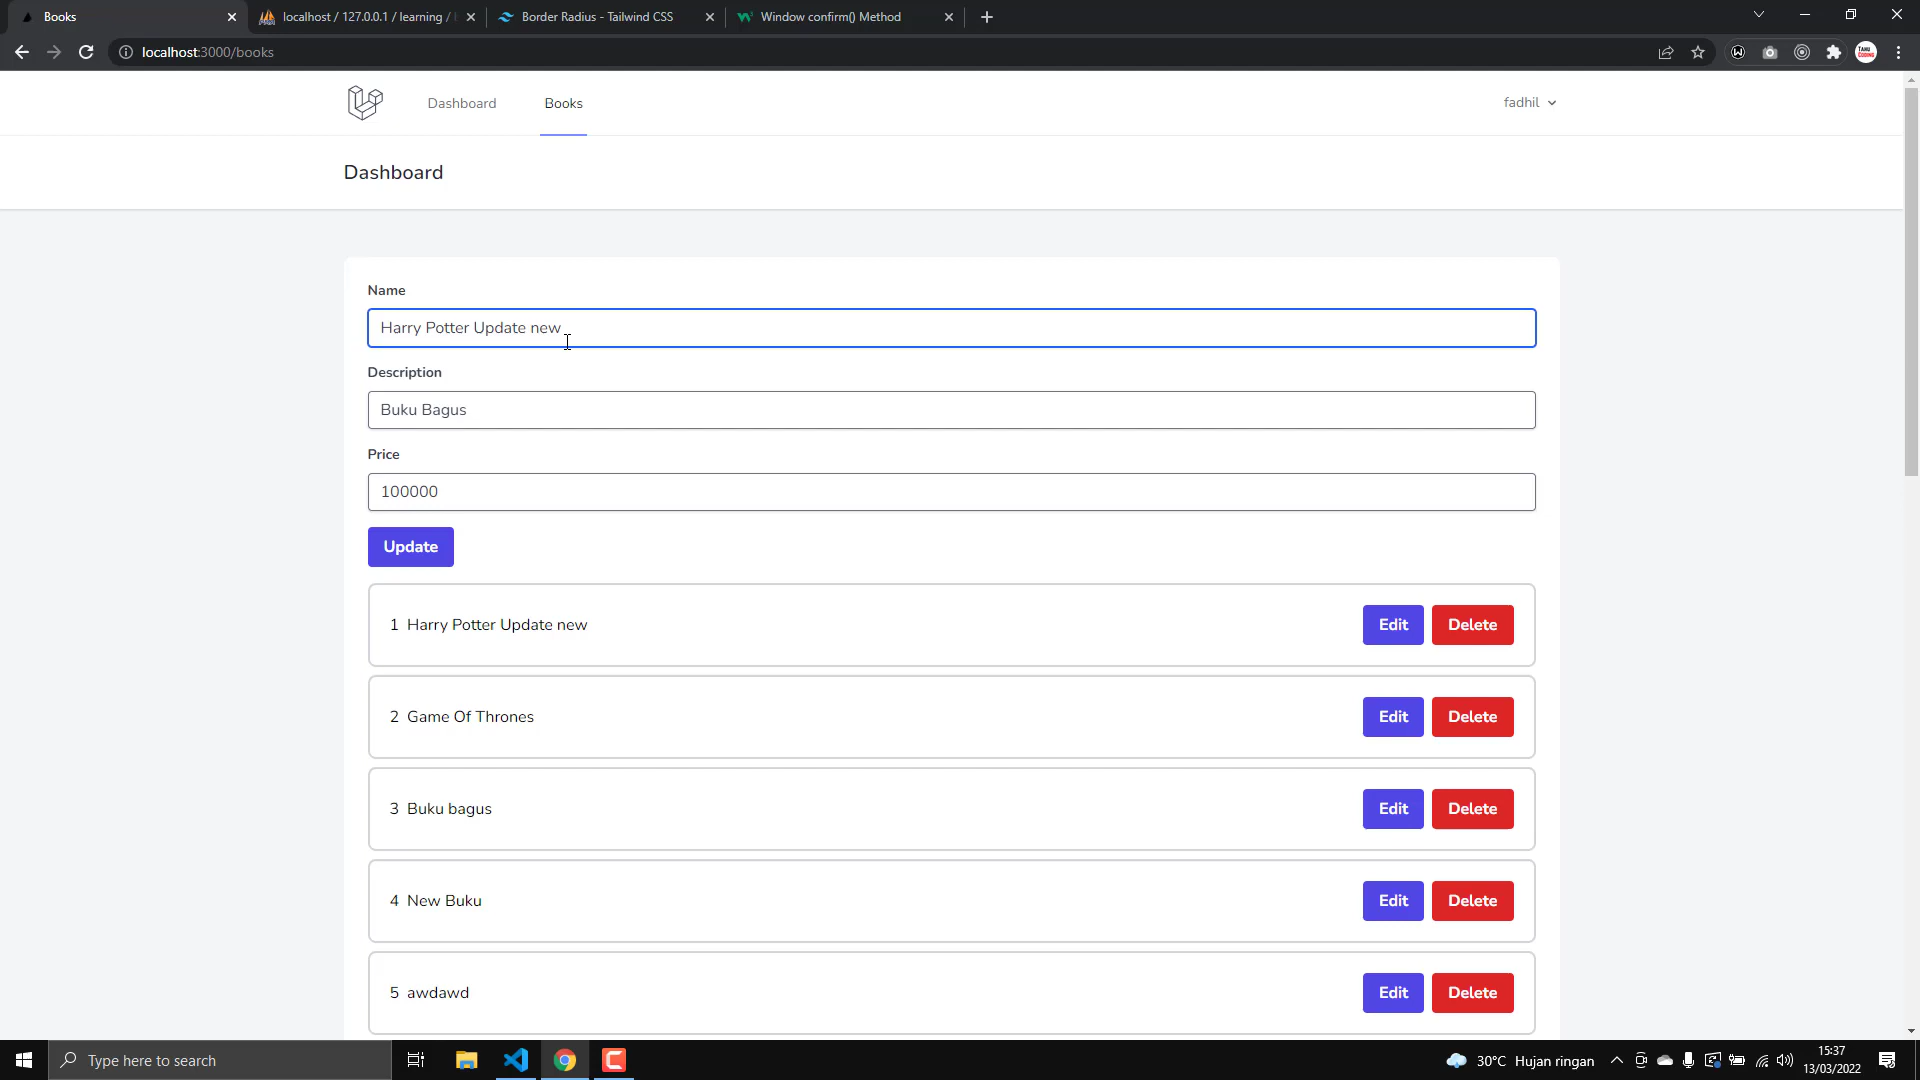 Books
localhost / 127.0.0.1 / learning /
Border Radius - Tailwind CSS
Window confirm() Method
localhost:3000/books
Dashboard
Books
fadhil
Dashboard
Name
Harry Potter Update new
Description
Buku Bagus
Price
100000
Update
1 Harry Potter Update new
Edit
Delete
2 Game Of Thrones
Edit
Delete
3 Buku bagus
Edit
Delete
4 New Buku
Edit
Delete
5 awdawd
Edit
Delete
Type here to search
30°C Hujan ringan
15:37
13/03/2022